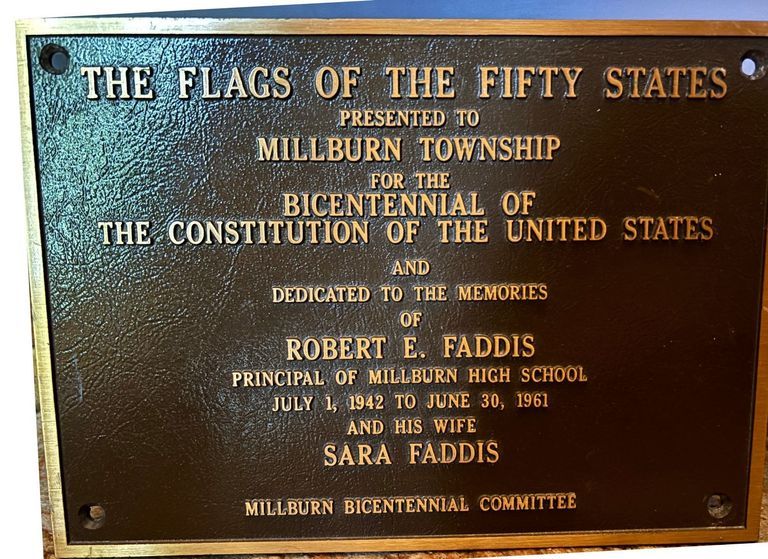 THE FLAGS OF THE FIFTY STATES
PRESENTED TO
MILLBURN TOWNSHIP
FOR THE
BICENTENNIAL OF
THE CONSTITUTION OF THE UNITED STATES
AND
DEDICATED TO THE MEMORIES
OF
ROBERT E. FADDIS
PRINCIPAL OF MILLBURN HIGH SCHOOL
JULY 1, 1942 TO JUNE 30, 1961
AND HIS WIFE
SARA FADDIS
MILLBURN BICENTENNIAL COMMITTEE